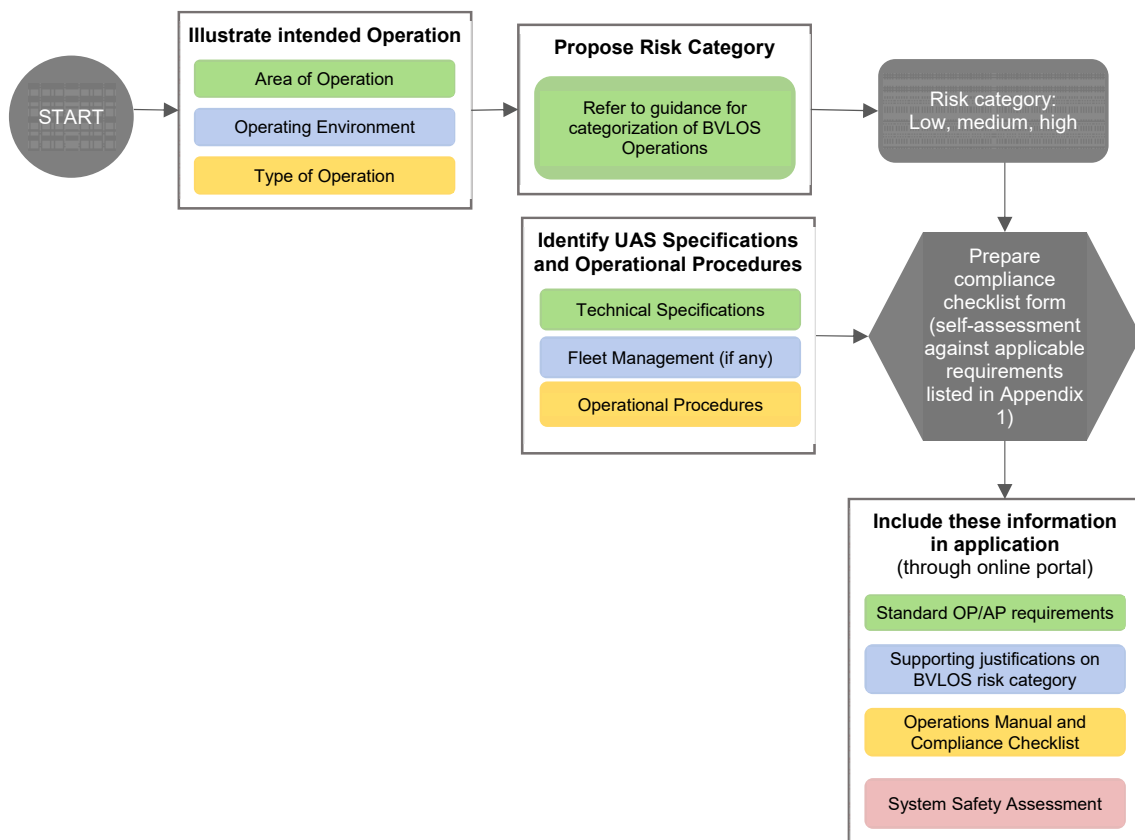 START
Illustrate intended Operation
Area of Operation
Operating Environment
Type of Operation
Propose Risk Category
Refer to guidance for
categorization of BVLOS
Operations
Risk category:
Low, medium, high
Identify UAS Specifications
and Operational Procedures
Technical Specifications
Fleet Management (if any)
Operational Procedures
Prepare
compliance
checklist form
(self-assessment
against applicable
requirements
listed in Appendix
1)
Include these information
in application
(through online portal)
Standard OP/AP requirements
Supporting justifications on
BVLOS risk category
Operations Manual and
Compliance Checklist
System Safety Assessment